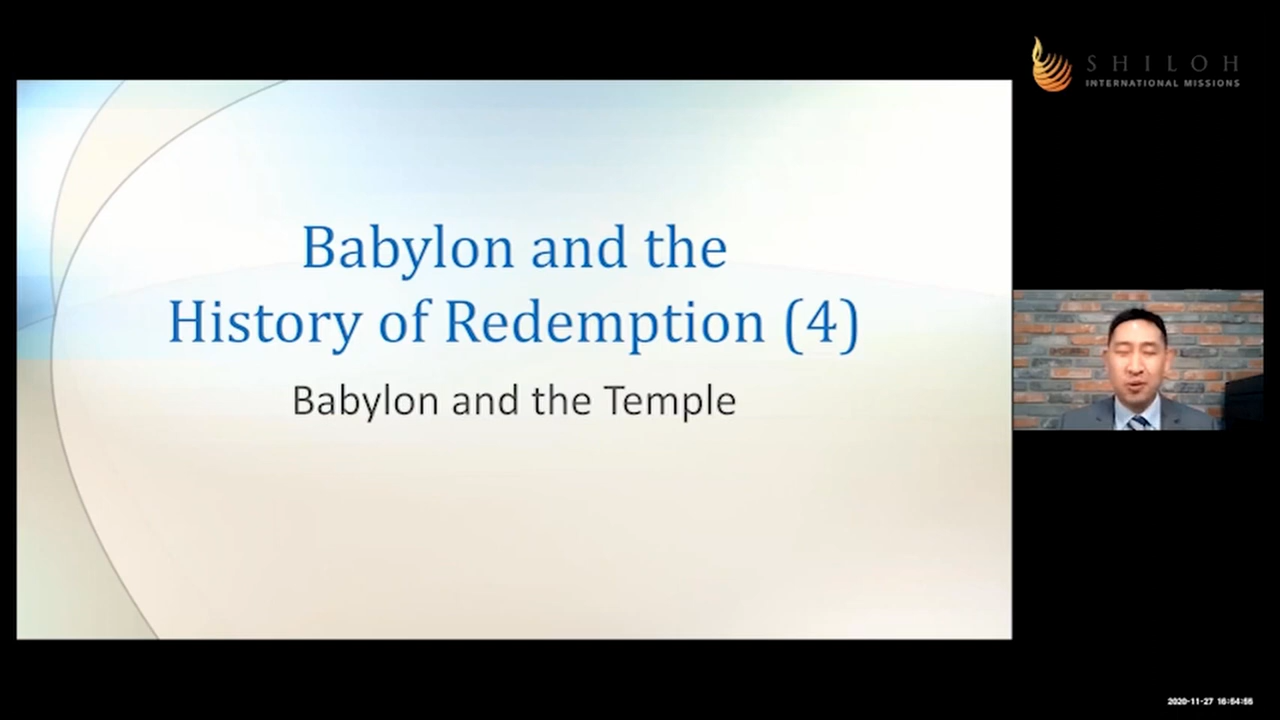 SHILOH
INTERNATIONAL MISSIONS
Babylon and the
History of Redemption (4)
Babylon and the Temple
2020-11-27 16:54:55